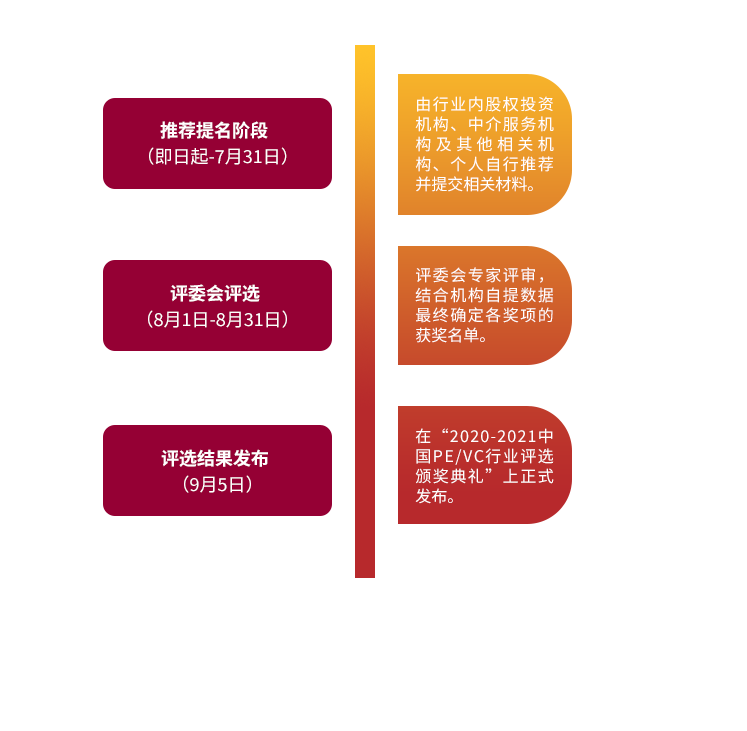 推荐提名阶段
（即日起-7月31日）
由行业内股权投资
机构、中介服务机
构及其他相关机
构、个人自行推荐
并提交相关材料。
评委会评选
（8月1日-8月31日）
评委会专家评审，
结合机构自提数据
最终确定各奖项的
获奖名单。
评选结果发布
（9月5日）
在“2020-2021中
国PE/VC行业评选
颁奖典礼”上正式
发布。